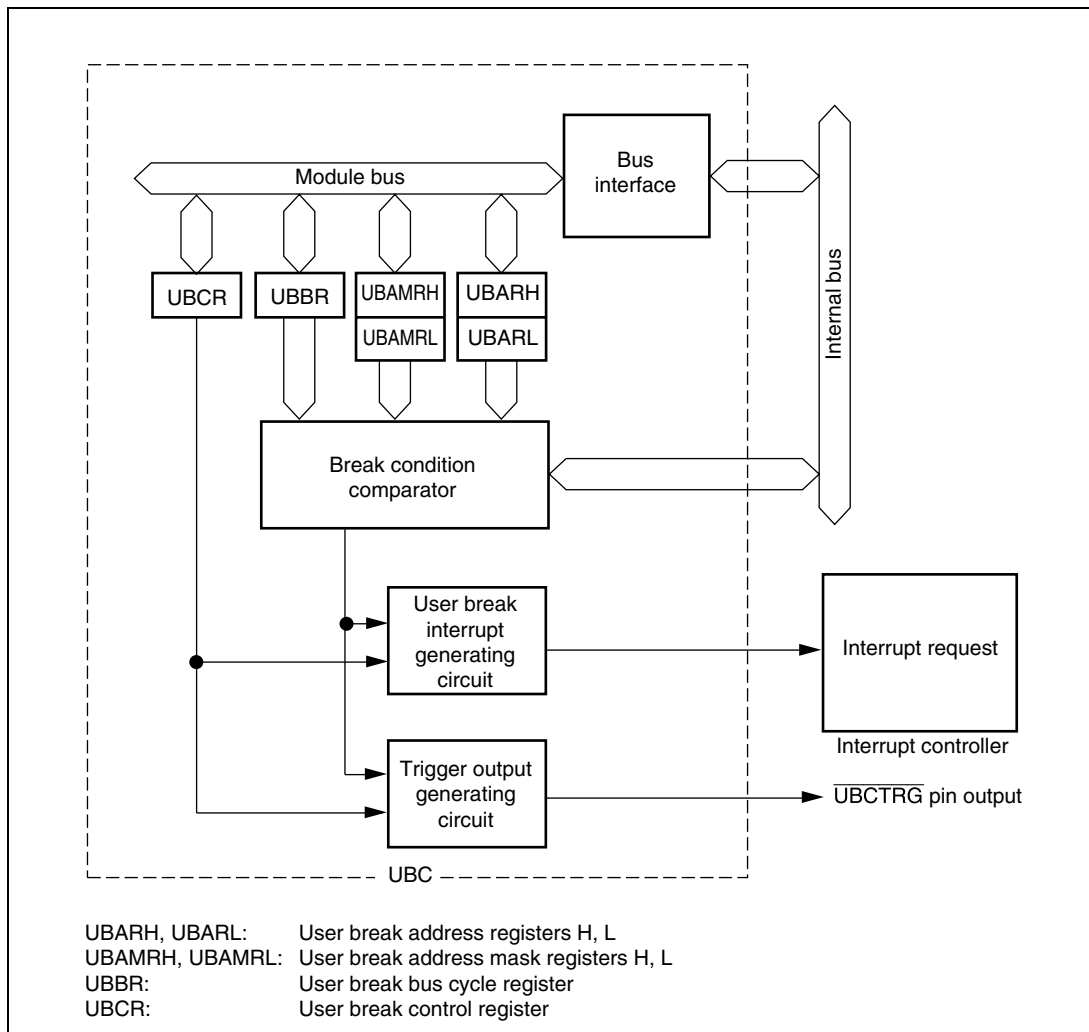 Module bus
Bus
interface
Internal bus
UBCR
UBBR
UBAMRH
UBARH
UBAMRL
UBARL
Break condition
comparator
User break
interrupt
generating
circuit
Interrupt request
Interrupt controller
Trigger output
generating
circuit
UBCTRG pin output
UBC
UBARH, UBARL: User break address registers H, L
UBAMRH, UBAMRL: User break address mask registers H, L
UBBR: User break bus cycle register
UBCR: User break control register